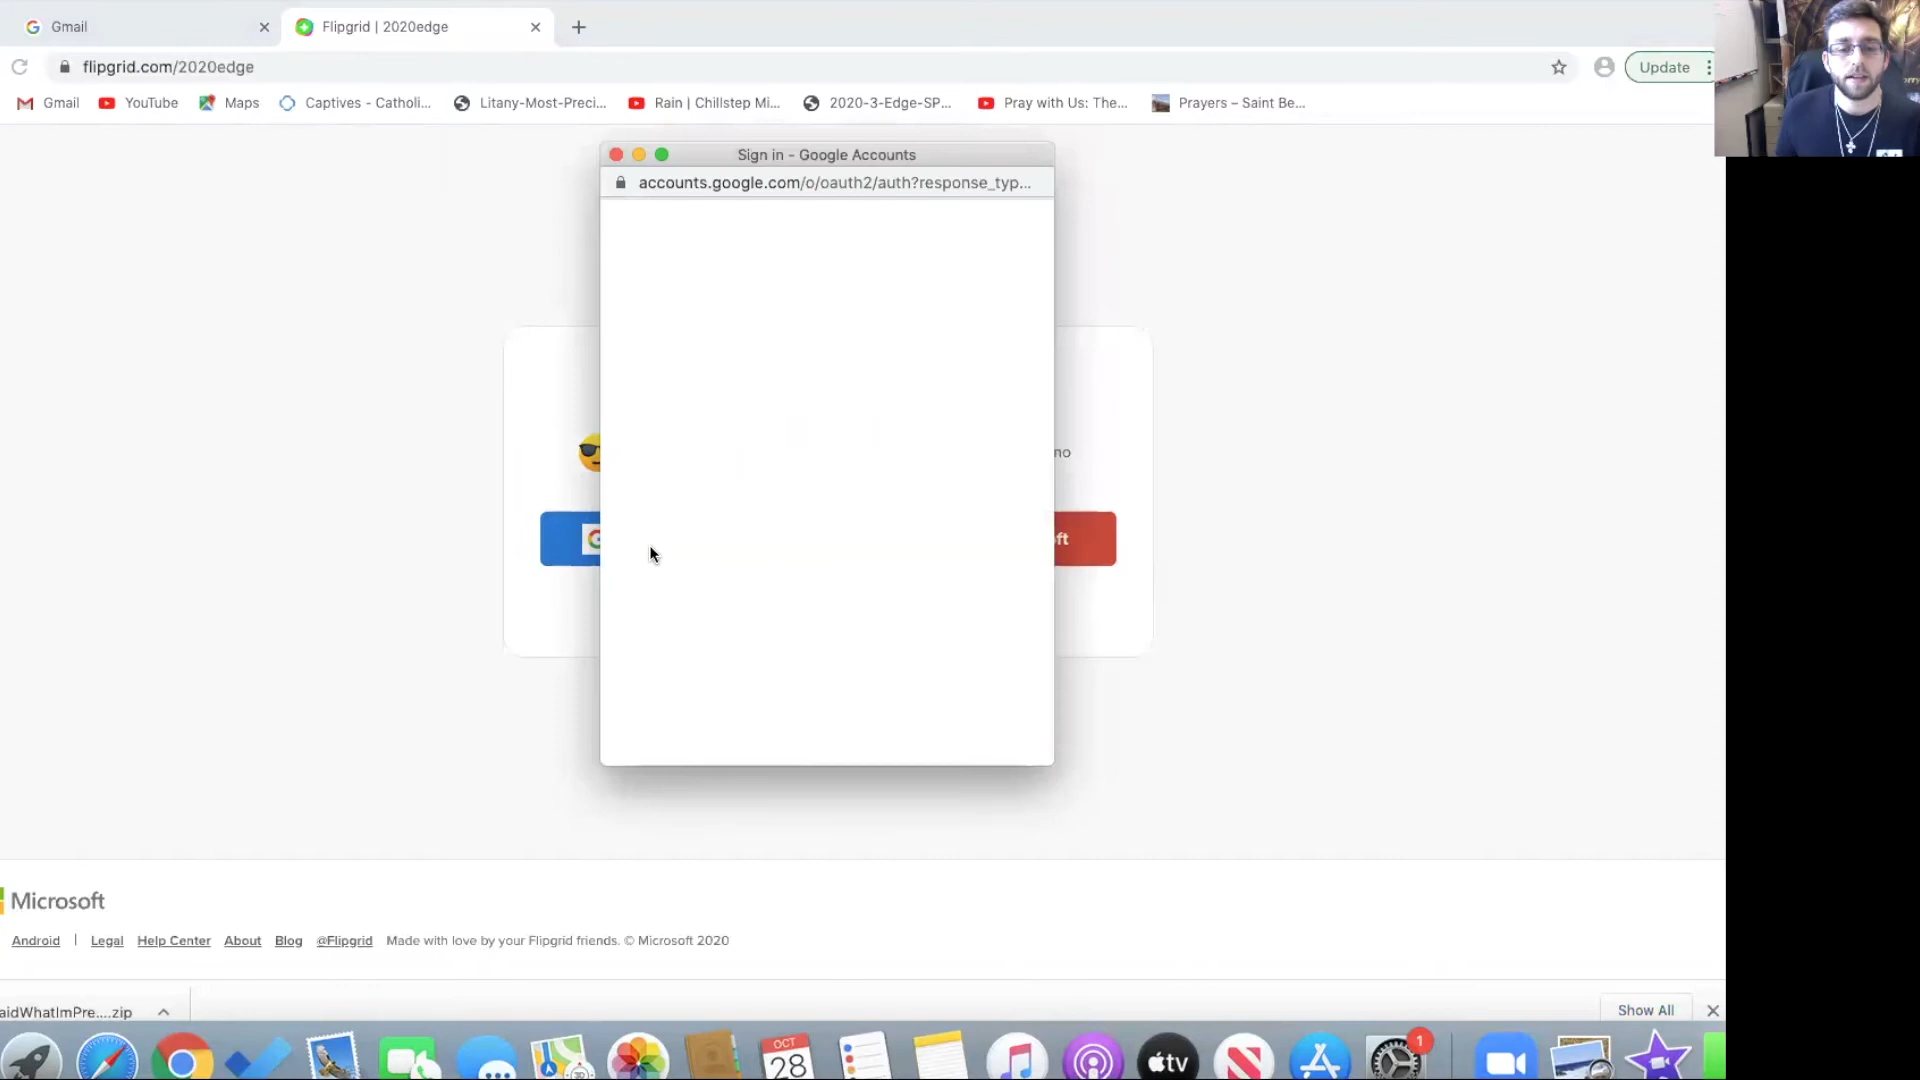 Gmail
Flipgrid | 2020edge
flipgrid.com/2020edge
Update
Gmail
YouTube
Maps
Captives - Catholi...
Litany-Most-Preci...
Rain | Chillstep Mi...
2020-3-Edge-SP...
Pray with Us: The...
Prayers – Saint Be...
Sign in - Google Accounts
accounts.google.com/o/oauth2/auth?response_typ...
no
ft
Microsoft
Android | Legal Help Center About Blog @Flipgrid Made with love by your Flipgrid friends. © Microsoft 2020
aidWhatImPre....zip
Show All
OCT
28
3D
tv
1